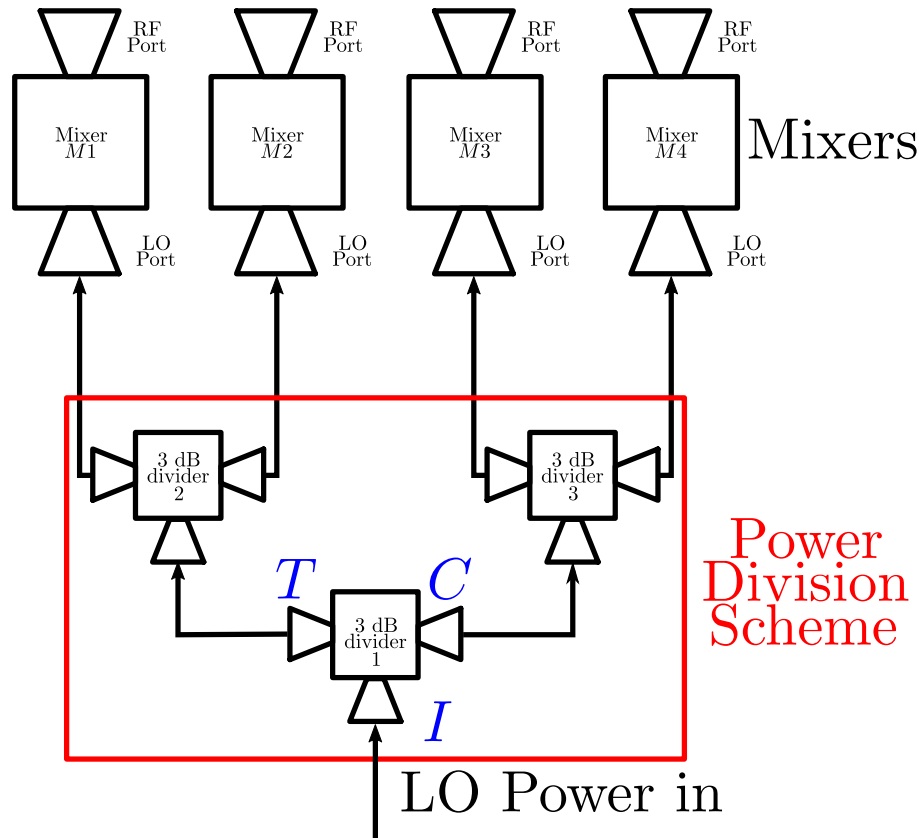 RF
Port
RF
Port
RF
Port
RF
Port
Mixer
M1
Mixer
M2
Mixer
M3
Mixer
M4
Mixers
LO
Port
LO
Port
LO
Port
LO
Port
3 dB
divider
2
3 dB
divider
3
Power
Division
Scheme
T
C
3 dB
divider
1
I
LO Power in